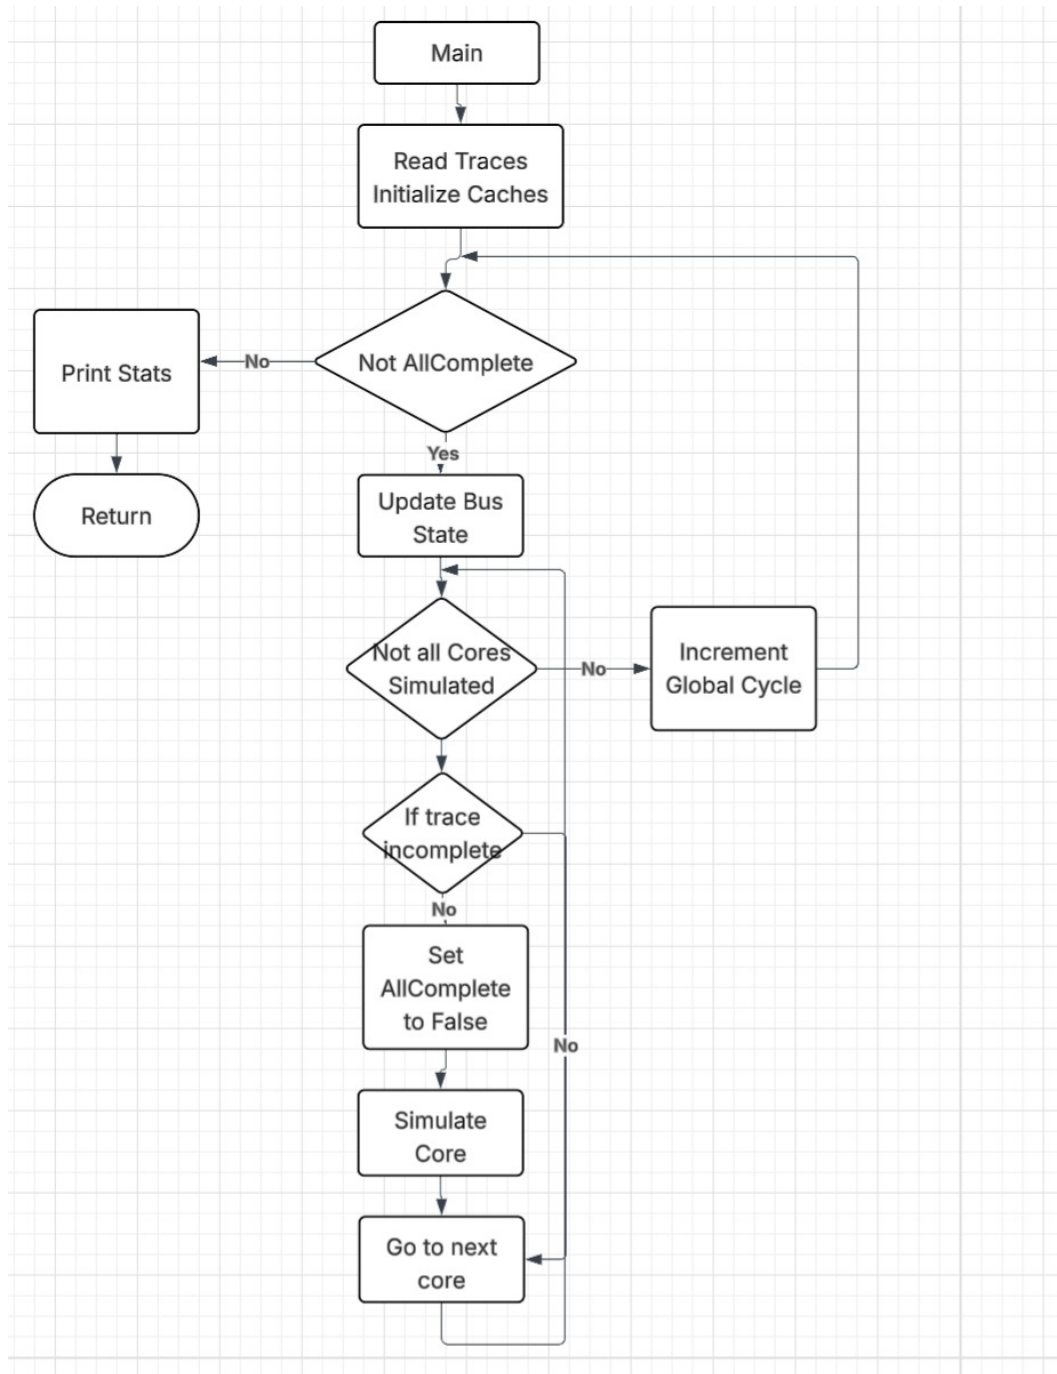 Main
Read Traces
Initialize Caches
Not AllComplete
No
Print Stats
Return
Yes
Update Bus
State
Not all Cores
Simulated
No
Increment
Global Cycle
If trace
incomplete
No
Set
AllComplete
to False
No
Simulate
Core
Go to next
core